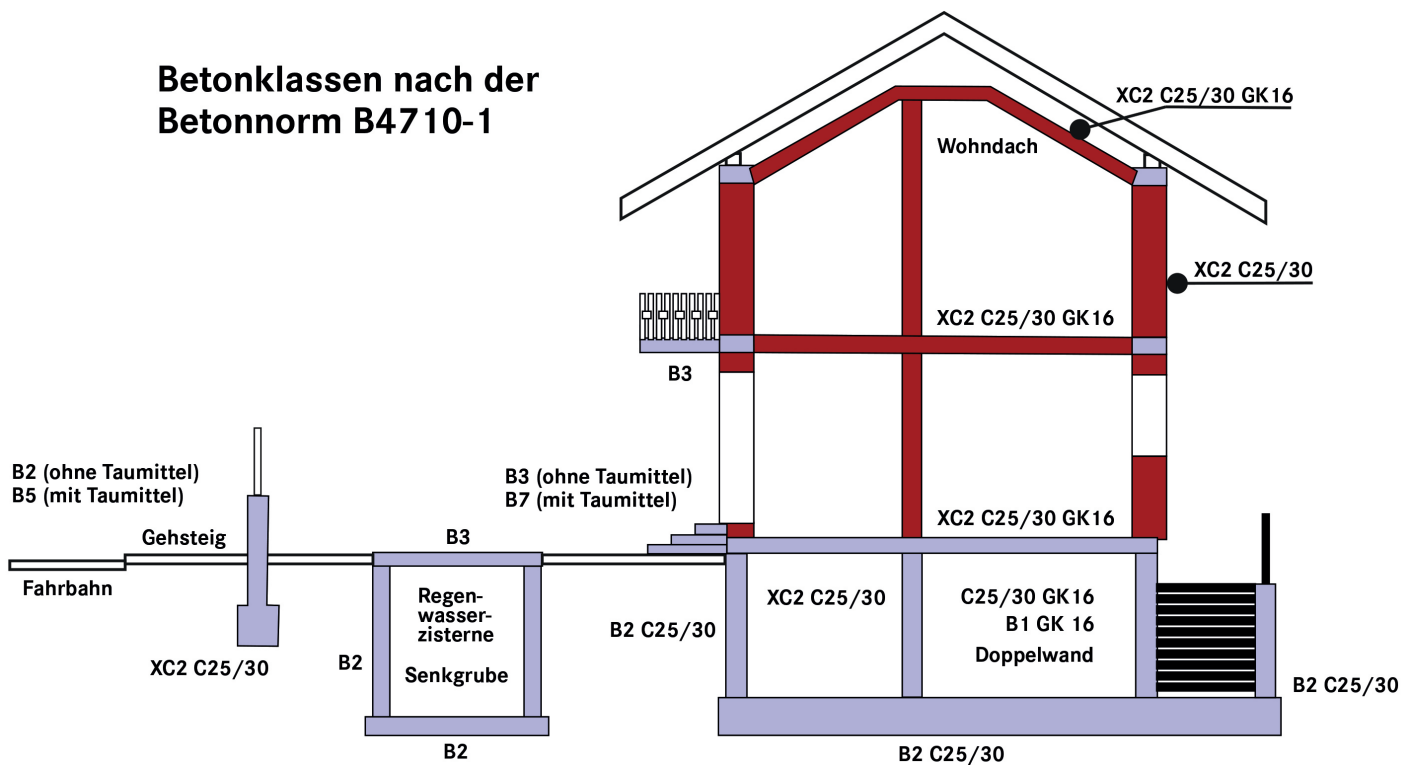 Betonklassen nach der
Betonnorm B4710-1
XC2 C25/30 GK16
Wohndach
XC2 C25/30
XC2 C25/30 GK16
B3
B2 (ohne Taumittel)
B5 (mit Taumittel)
B3 (ohne Taumittel)
B7 (mit Taumittel)
XC2 C25/30 GK16
Gehsteig
B3
Fahrbahn
Regen-
wasser-
zisterne
Senkgrube
XC2 C25/30
C25/30 GK16
B1 GK 16
Doppelwand
B2 C25/30
B2
XC2 C25/30
B2 C25/30
B2
B2 C25/30